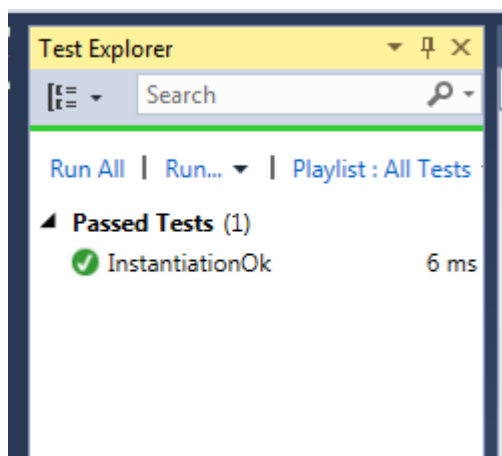 Test Explorer
Search
Run All | Run... | Playlist : All Tests
Passed Tests (1)
InstantiationOk 6 ms